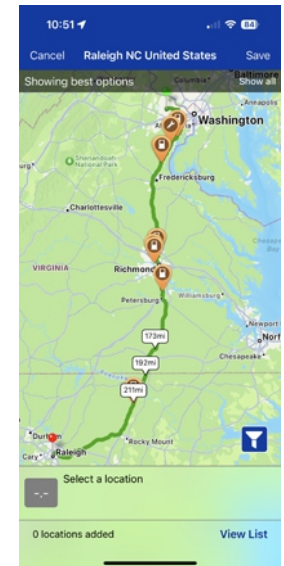 10:51
84
Cancel Raleigh NC United States Save
Showing best options Show all
Columbia
Baltimore
Annapolis
Washington
Shenandoah
National Park
Fredericksburg
Charlottesville
VIRGINIA
Richmond
Petersburg
Williamsburg
Newport
Norf
173mi
Chesapeake
192mi
211mi
Durham
Rocky Mount
Cary
Raleigh
Select a location
-.-
0 locations added View List